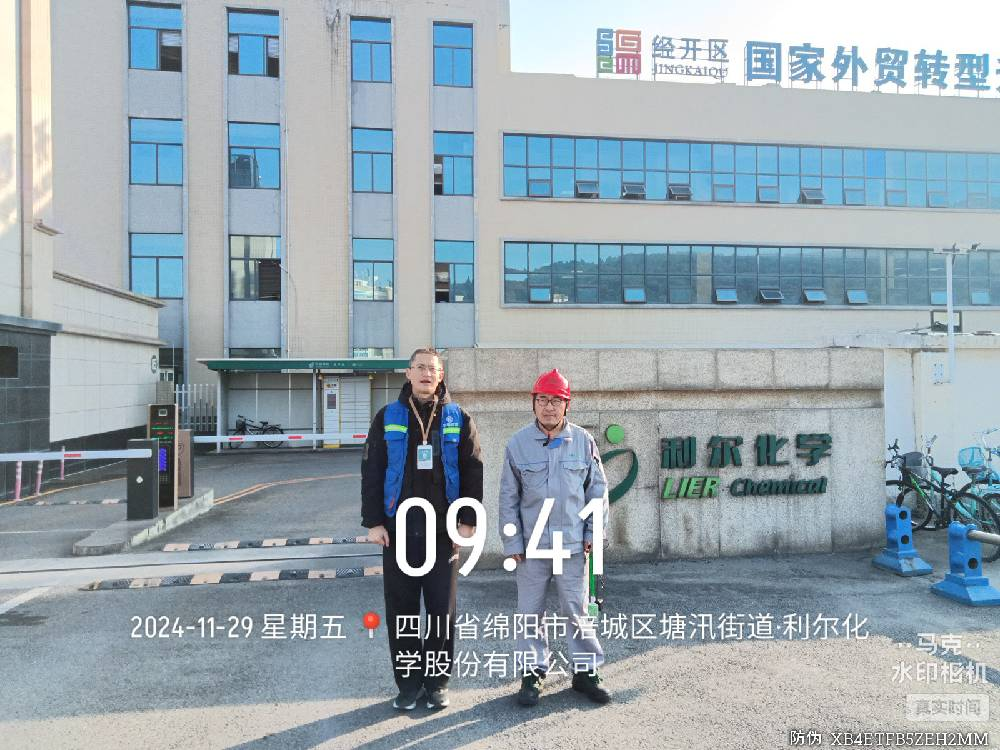 经开区
JINGKAIQU
国家外贸转型
利尔化学
LIER Chemical
09:41
2024-11-29 星期五 四川省绵阳市涪城区塘汛街道·利尔化
学股份有限公司
马克
水印相机
真实时间
防伪 XB4ETFB5ZEH2MM